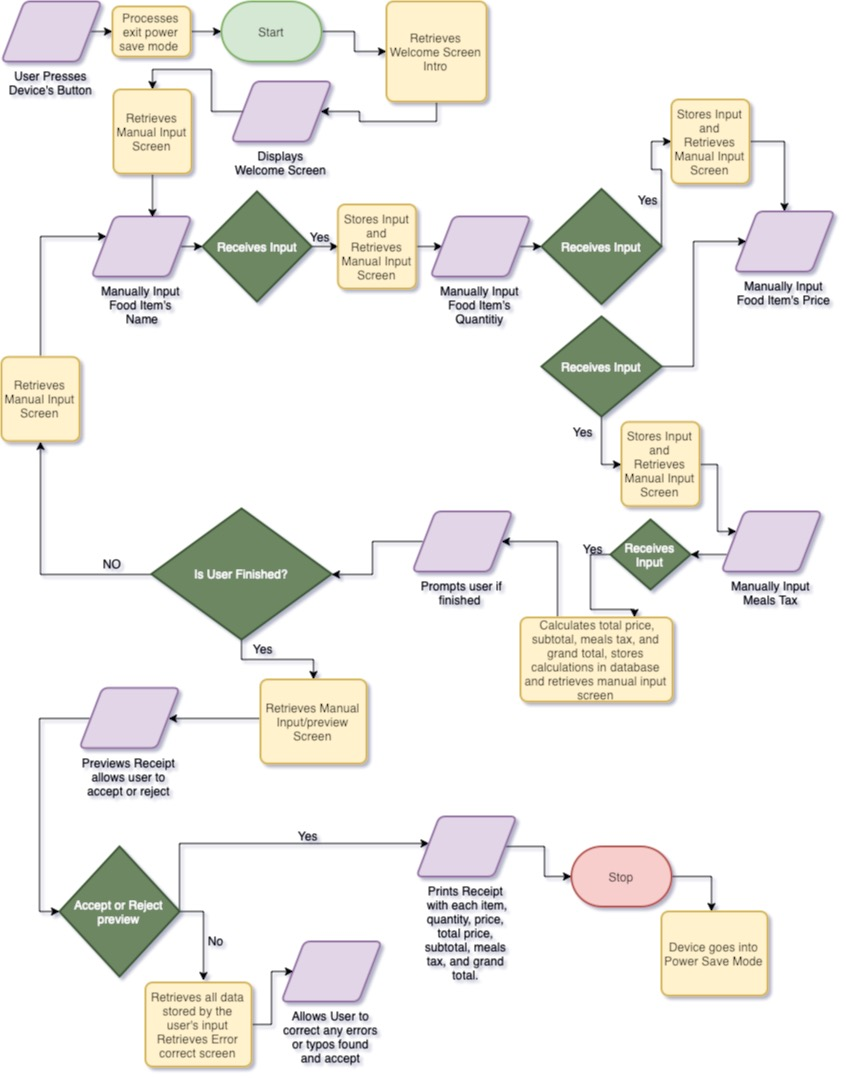 Processes
exit power
save mode
Start
Retrieves
Welcome Screen
Intro
User Presses
Device's Button
Retrieves
Manual Input
Screen
Displays
Welcome Screen
Stores Input
and
Retrieves
Manual Input
Screen
Yes
Manually Input
Food Item's
Name
Receives Input
Yes
Stores Input
and
Retrieves
Manual Input
Screen
Manually Input
Food Item's
Quantitiy
Receives Input
Manually Input
Food Item's Price
Receives Input
Yes
Stores Input
and
Retrieves
Manual Input
Screen
Retrieves
Manual Input
Screen
Manually Input
Meals Tax
Receives
Input
Yes
Calculates total price,
subtotal, meals tax, and
grand total, stores
calculations in database
and retrieves manual input
screen
Prompts user if
finished
Is User Finished?
NO
Yes
Retrieves Manual
Input/preview
Screen
Previews Receipt
allows user to
accept or reject
Accept or Reject
preview
Yes
No
Prints Receipt
with each item,
quantity, price,
total price,
subtotal, meals
tax, and grand
total.
Stop
Device goes into
Power Save Mode
Retrieves all data
stored by the
user's input
Retrieves Error
correct screen
Allows User to
correct any errors
or typos found
and accept